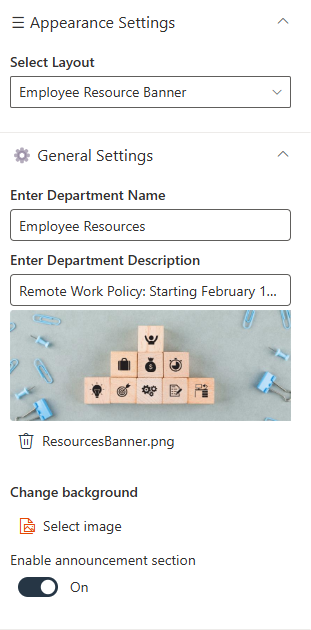 Appearance Settings
Select Layout
Employee Resource Banner
General Settings
Enter Department Name
Employee Resources
Enter Department Description
Remote Work Policy: Starting February 1...
ResourcesBanner.png
Change background
Select image
Enable announcement section
On